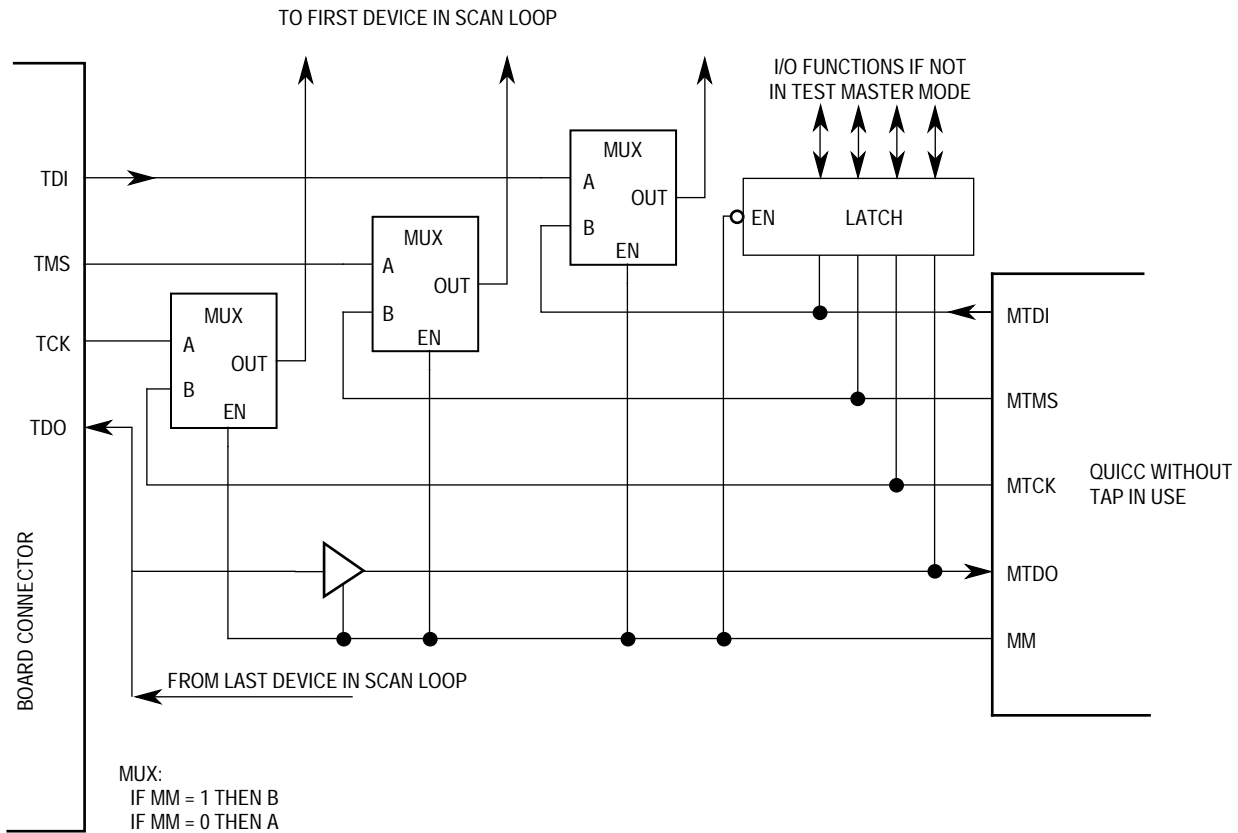 TO FIRST DEVICE IN SCAN LOOP
I/O FUNCTIONS IF NOT
IN TEST MASTER MODE
MUX
TDI
A
OUT
B
EN
EN
LATCH
MUX
TMS
A
OUT
B
EN
MUX
TCK
A
OUT
B
EN
TDO
MTDI
MTMS
MTCK
QUICC WITHOUT
TAP IN USE
MTDO
MM
BOARD CONNECTOR
FROM LAST DEVICE IN SCAN LOOP
MUX:
IF MM = 1 THEN B
IF MM = 0 THEN A